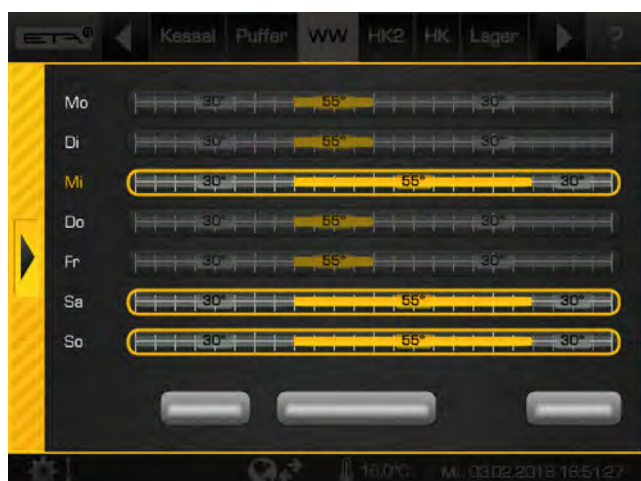 ETA® Kessel Puffer WW HK2 HK Lager ?
Mo 30° 55° 30°
Di 30° 55° 30°
Mi 30° 55° 30°
Do 30° 55° 30°
Fr 30° 55° 30°
Sa 30° 55° 30°
So 30° 55° 30°
16.0°C Mi., 03.02.2016 16:51:27